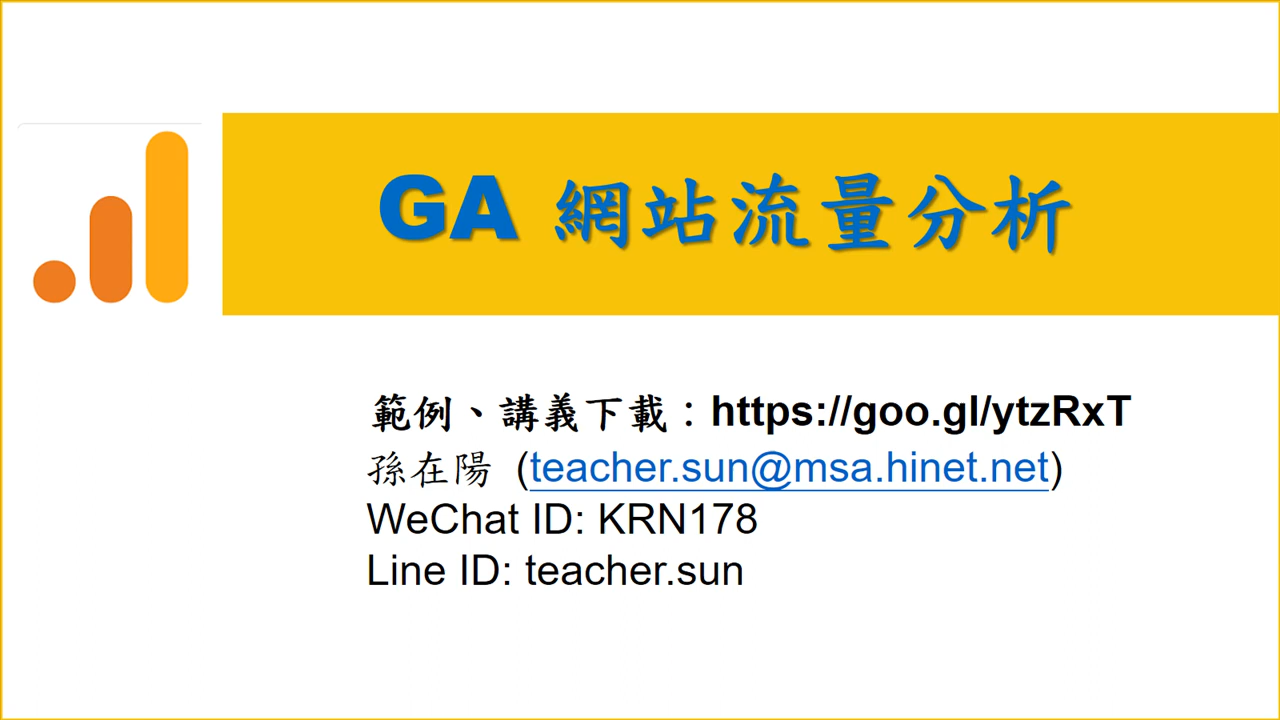 GA 網站流量分析
範例、講義下載：https://goo.gl/ytzRxT
孫在陽 (teacher.sun@msa.hinet.net)
WeChat ID: KRN178
Line ID: teacher.sun